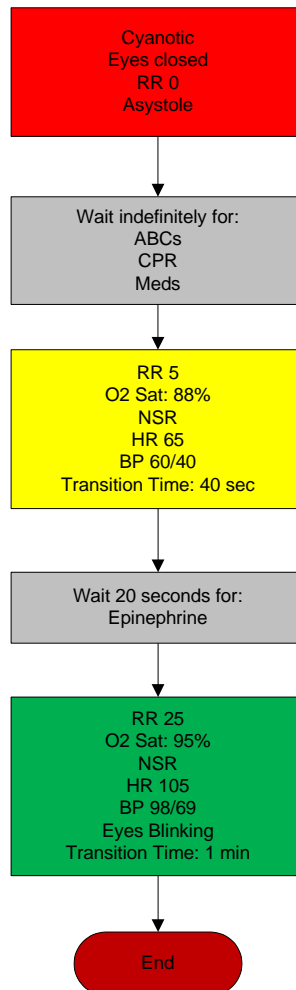 Cyanotic
Eyes closed
RR 0
Asystole
Wait indefinitely for:
ABCs
CPR
Meds
RR 5
O2 Sat: 88%
NSR
HR 65
BP 60/40
Transition Time: 40 sec
Wait 20 seconds for:
Epinephrine
RR 25
O2 Sat: 95%
NSR
HR 105
BP 98/69
Eyes Blinking
Transition Time: 1 min
End